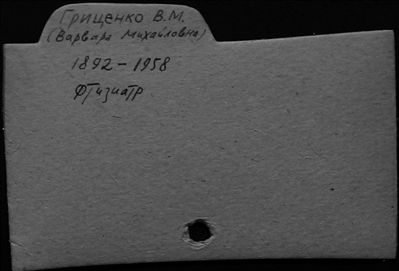 Гриценко В.М.
(Варвара Михайловна)
1892-1958
Фтизиатр